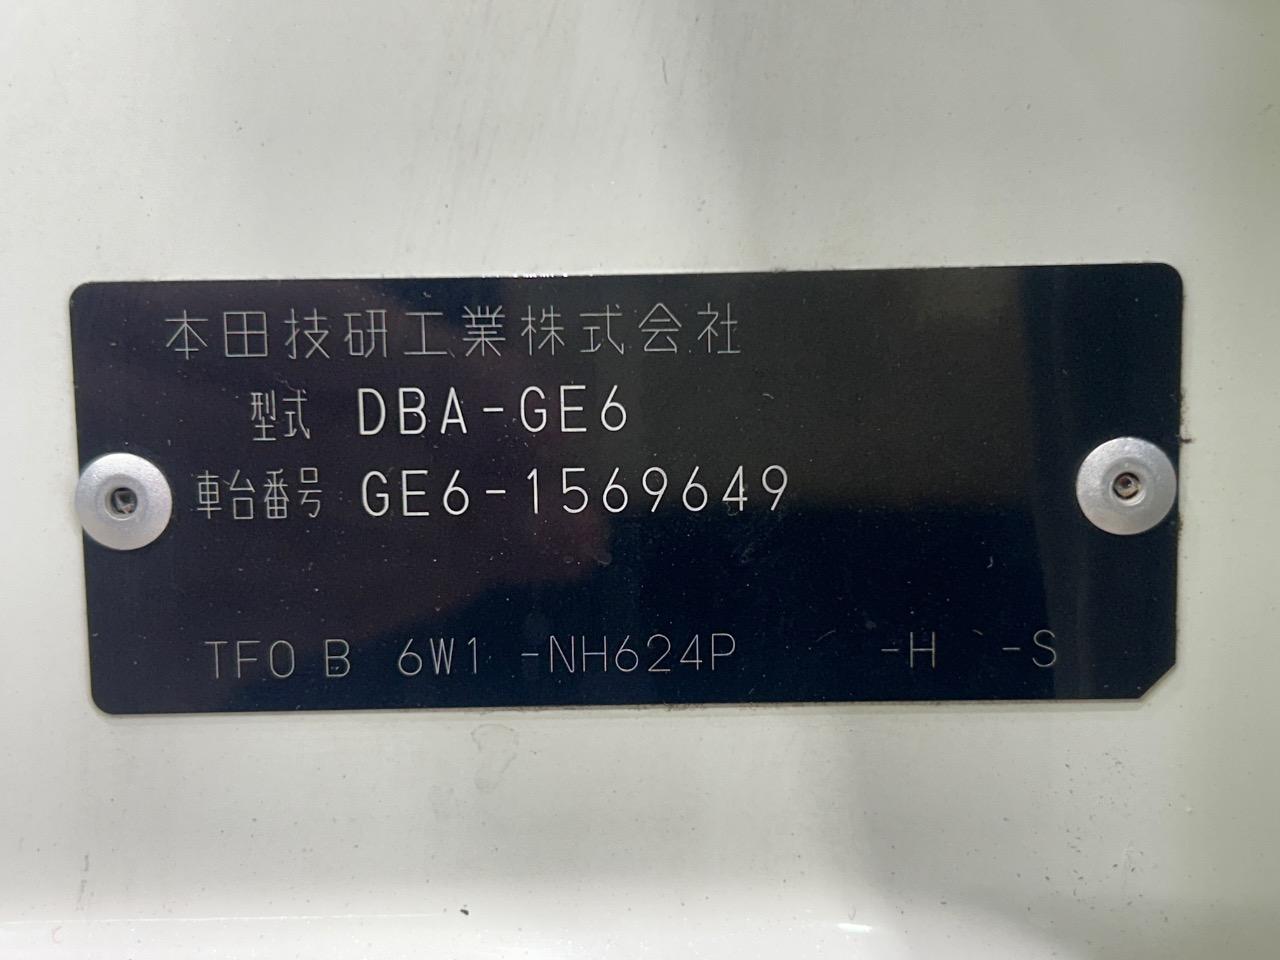 本田技研工業株式会社
型式 DBA-GE6
車台番号 GE6-1569649
TF0 B 6W1 -NH624P -H -S